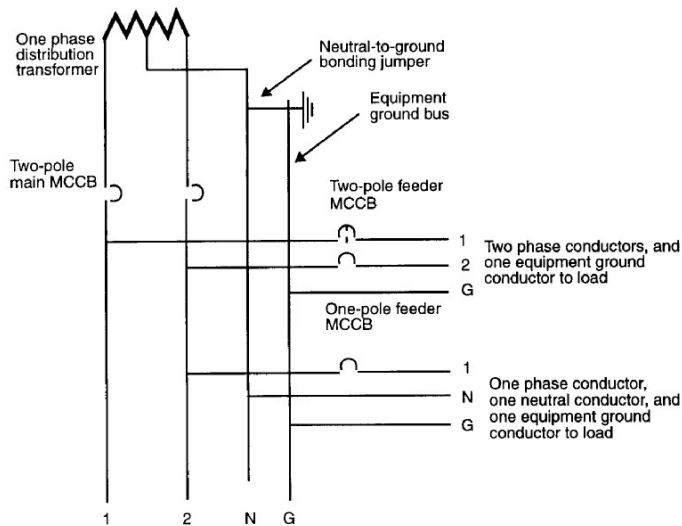 One phase
distribution
transformer
Neutral-to-ground
bonding jumper
Equipment
ground bus
Two-pole
main MCCB
Two-pole feeder
MCCB
1
2
G
Two phase conductors, and
one equipment ground
conductor to load
One-pole feeder
MCCB
1
N
G
One phase conductor,
one neutral conductor, and
one equipment ground
conductor to load
1 2 N G